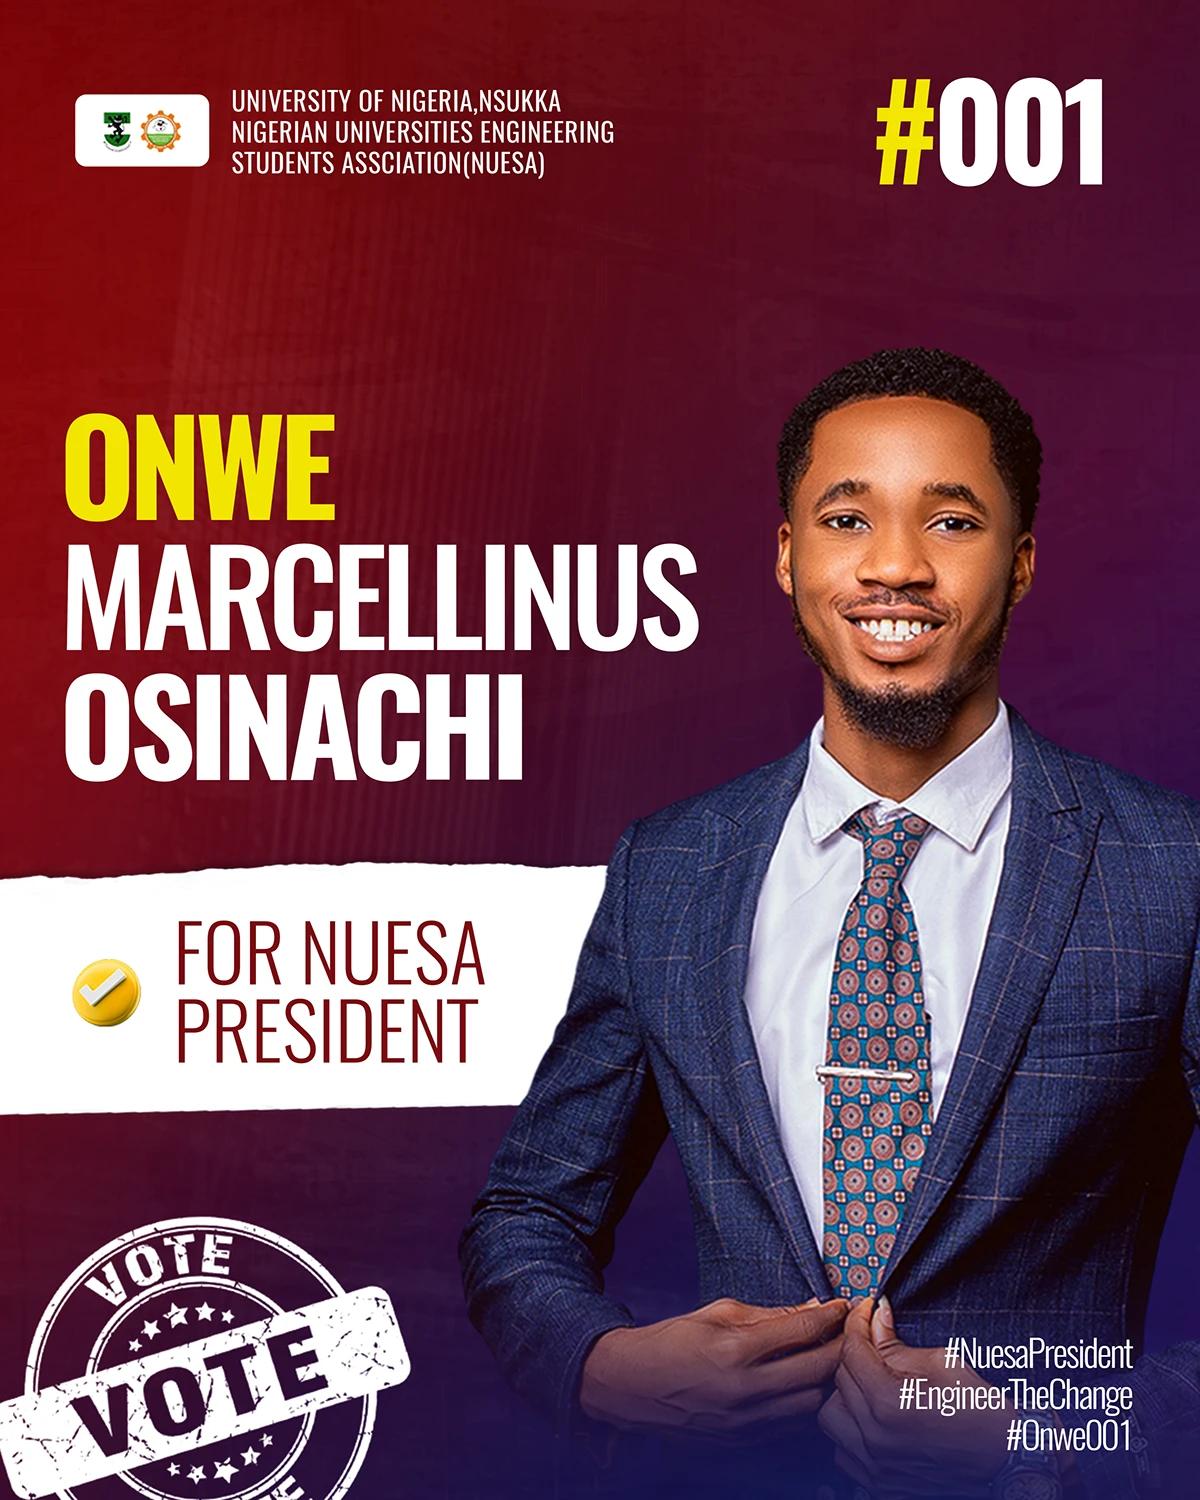 UNIVERSITY OF NIGERIA,NSUKKA
NIGERIAN UNIVERSITIES ENGINEERING
STUDENTS ASSCIATION(NUESA)
#001
ONWE
MARCELLINUS
OSINACHI
FOR NUESA
PRESIDENT
VOTE
VOTE
#NuesaPresident
#EngineerTheChange
#Onwe001